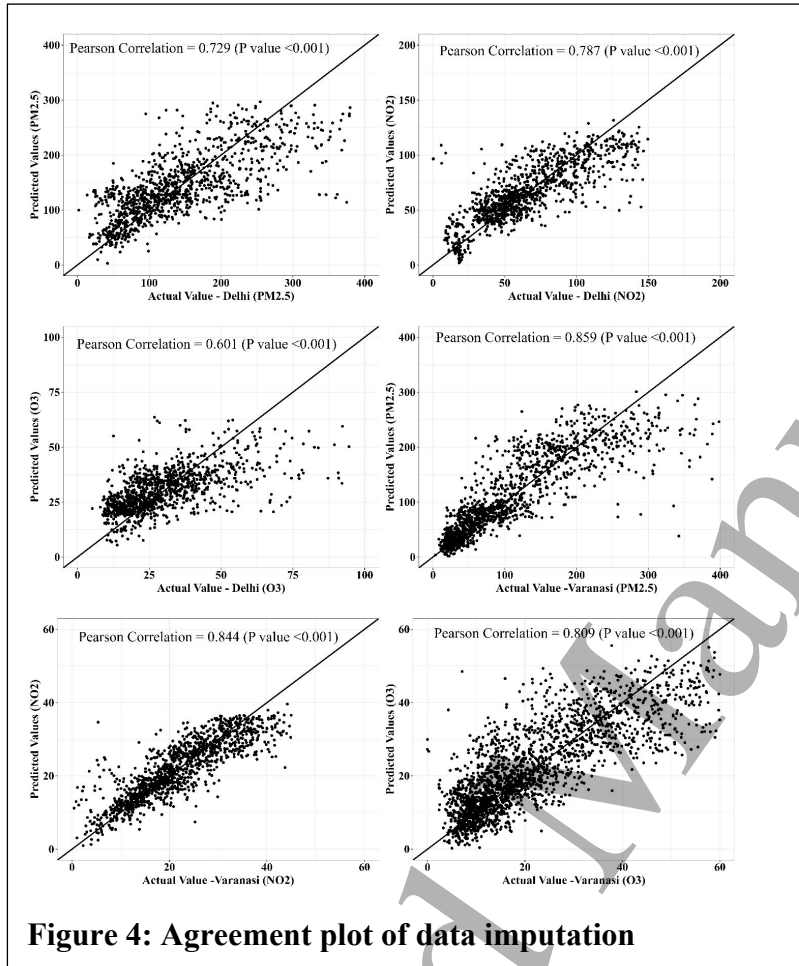 Pearson Correlation = 0.729 (P value <0.001)
Predicted Values (PM2.5)
400
300
200
100
0
0 100 200 300 400
Actual Value - Delhi (PM2.5)
Pearson Correlation = 0.787 (P value <0.001)
Predicted Values (NO2)
200
150
100
50
0
0 50 100 150 200
Actual Value - Delhi (NO2)
Pearson Correlation = 0.601 (P value <0.001)
Predicted Values (O3)
100
75
50
25
0
0 25 50 75 100
Actual Value - Delhi (O3)
Pearson Correlation = 0.859 (P value <0.001)
Predicted Values (PM2.5)
400
300
200
100
0
0 100 200 300 400
Actual Value -Varanasi (PM2.5)
Pearson Correlation = 0.844 (P value <0.001)
Predicted Values (NO2)
60
40
20
0
0 20 40 60
Actual Value -Varanasi (NO2)
Pearson Correlation = 0.809 (P value <0.001)
Predicted Values (O3)
60
40
20
0
0 20 40 60
Actual Value -Varanasi (O3)
Figure 4: Agreement plot of data imputation